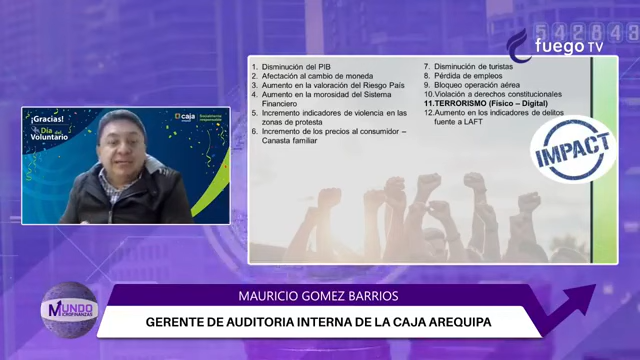 542843
fuego TV
¡Gracias!
Día del
Voluntario
caja
1. Disminución del PIB
2. Afectación al cambio de moneda
3. Aumento en la valoración del Riesgo País
4. Aumento en la morosidad del Sistema
Financiero
5. Incremento indicadores de violencia en las
zonas de protesta
6. Incremento de los precios al consumidor –
Canasta familiar
7. Disminución de turistas
8. Pérdida de empleos
9. Bloqueo operación aérea
10. Violación a derechos constitucionales
11. TERRORISMO (Físico – Digital)
12. Aumento en los indicadores de delitos
fuente a LAFT
IMPACT
MAURICIO GOMEZ BARRIOS
GERENTE DE AUDITORIA INTERNA DE LA CAJA AREQUIPA
MUNDO
MICROFINANZAS